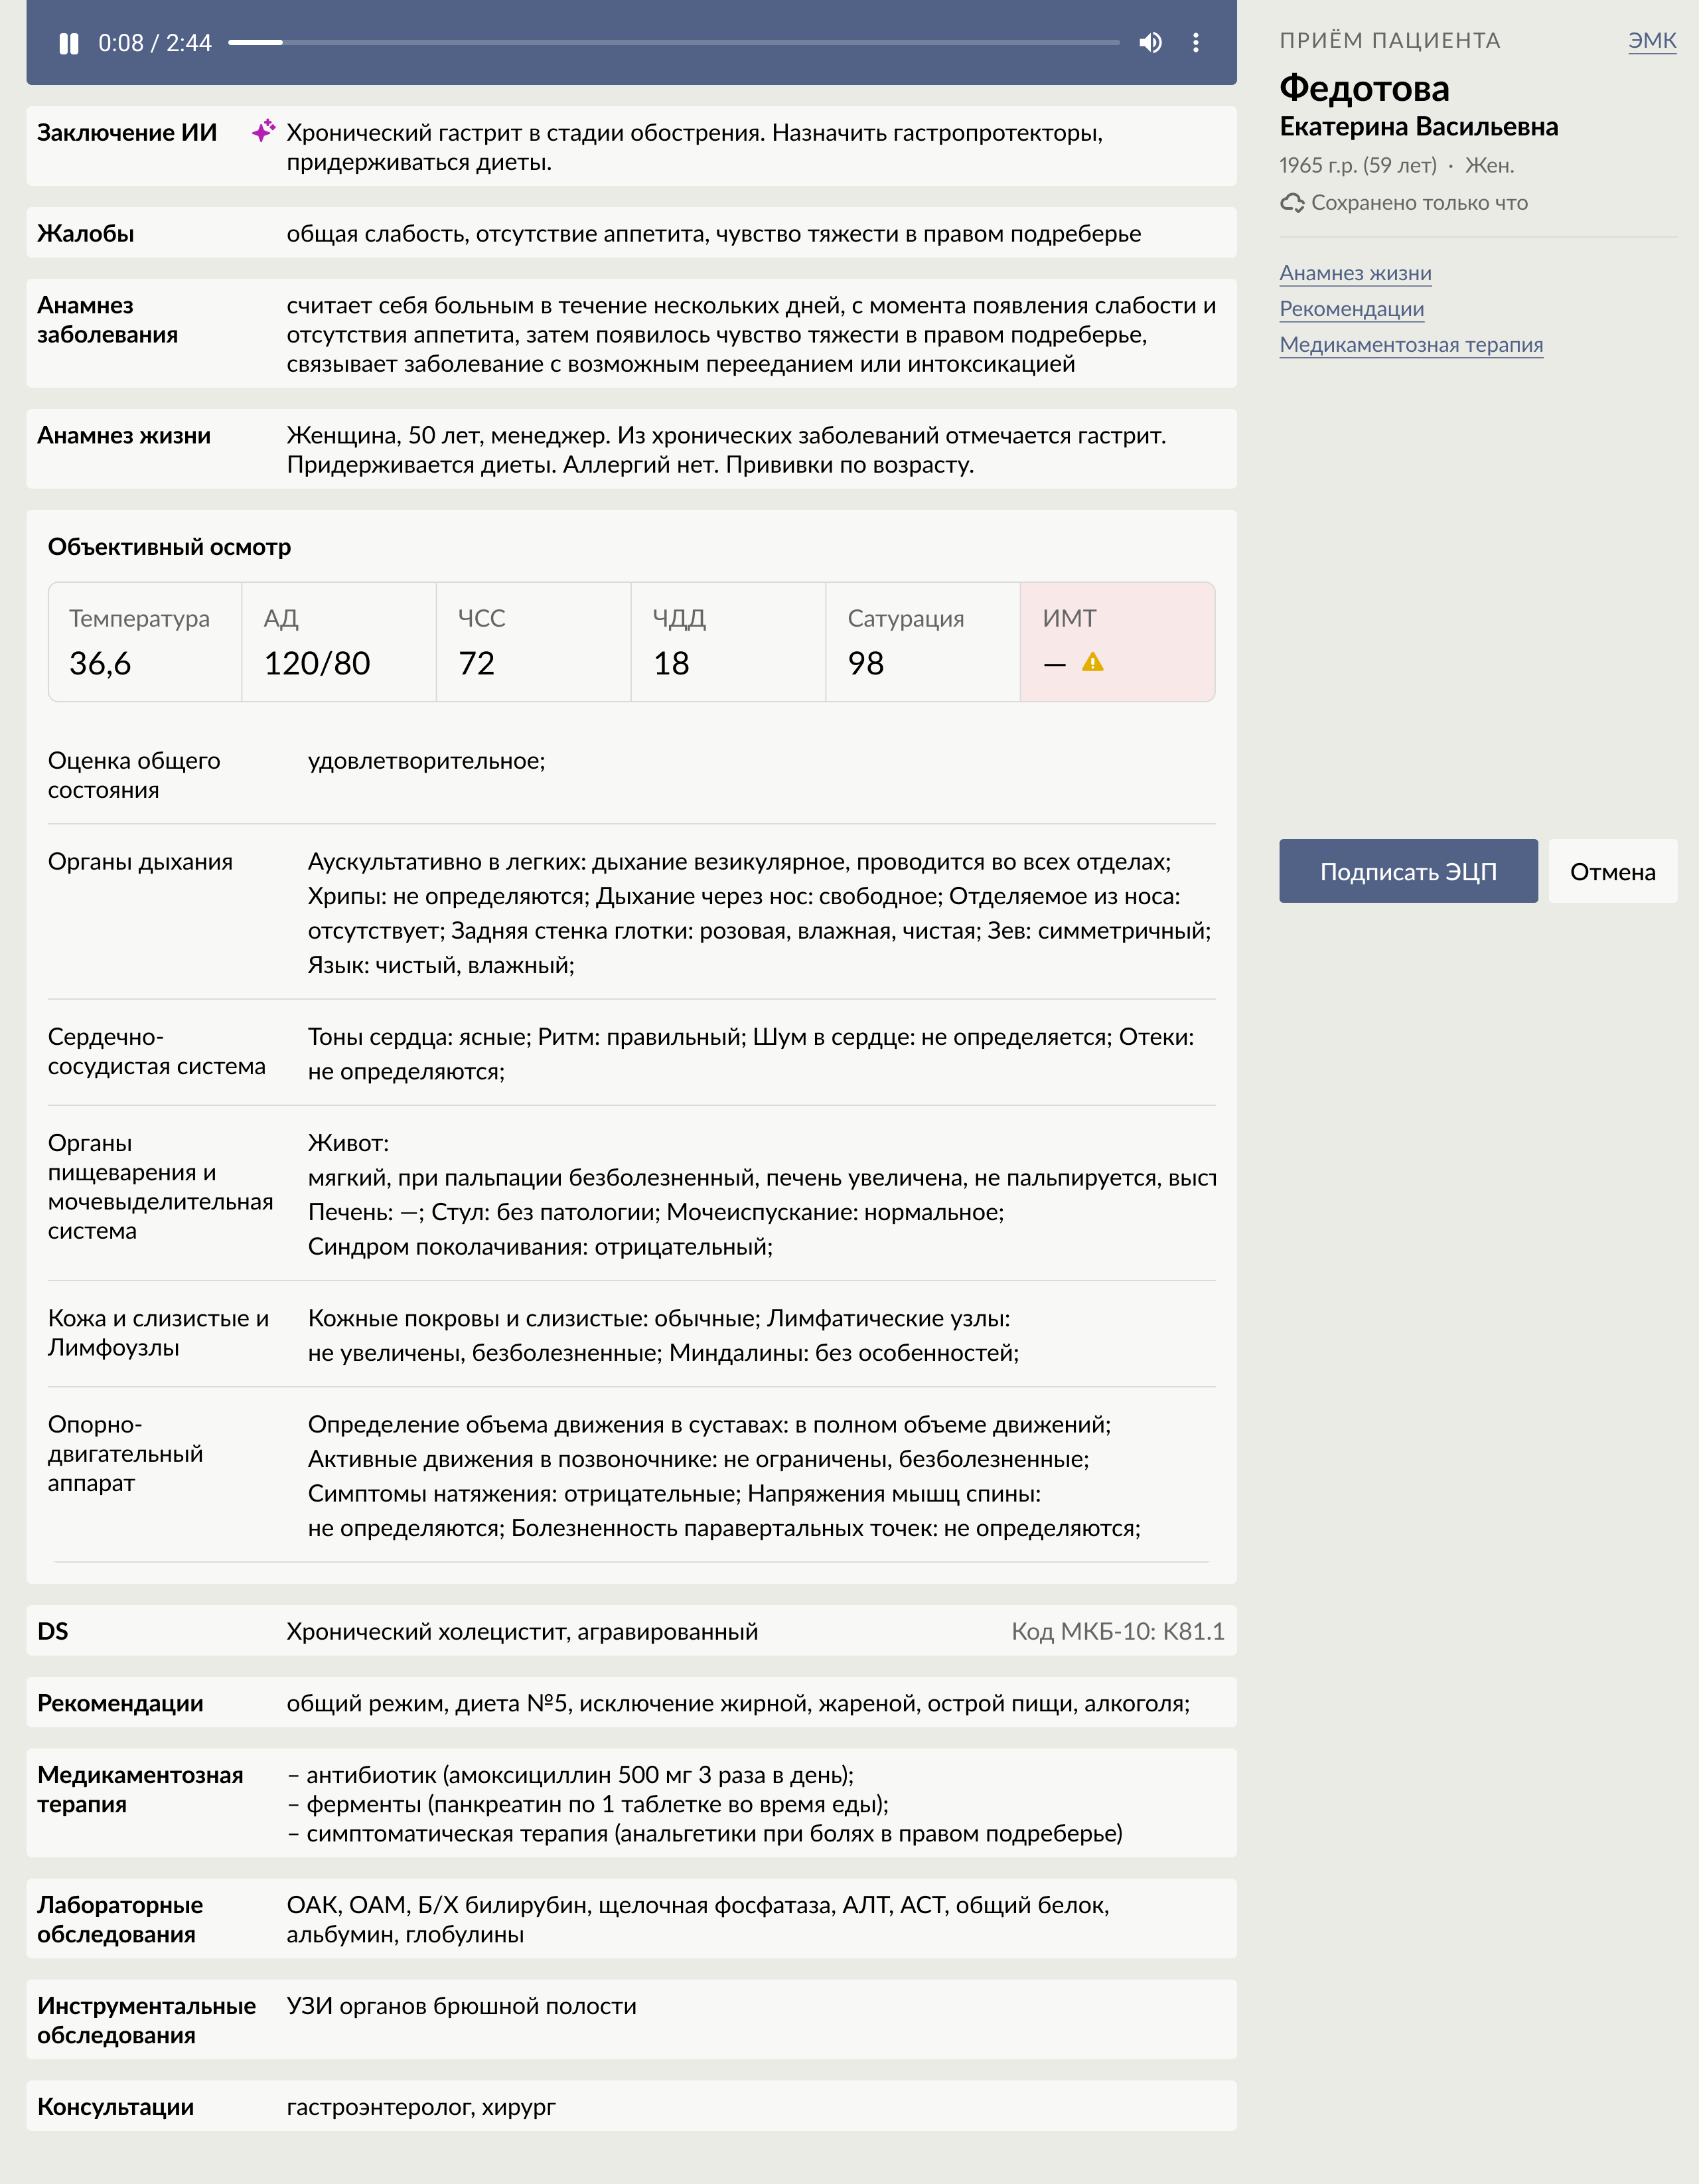 0:08 / 2:44
Заключение ИИ
Хронический гастрит в стадии обострения. Назначить гастропротекторы,
придерживаться диеты.
Жалобы
общая слабость, отсутствие аппетита, чувство тяжести в правом подреберье
Анамнез
заболевания
считает себя больным в течение нескольких дней, с момента появления слабости и
отсутствия аппетита, затем появилось чувство тяжести в правом подреберье,
связывает заболевание с возможным перееданием или интоксикацией
Анамнез жизни
Женщина, 50 лет, менеджер. Из хронических заболеваний отмечается гастрит.
Придерживается диеты. Аллергий нет. Прививки по возрасту.
Объективный осмотр
Температура
36,6
АД
120/80
ЧСС
72
ЧДД
18
Сатурация
98
ИМТ
—
Оценка общего
состояния
удовлетворительное;
Органы дыхания
Аускультативно в легких: дыхание везикулярное, проводится во всех отделах;
Хрипы: не определяются; Дыхание через нос: свободное; Отделяемое из носа:
отсутствует; Задняя стенка глотки: розовая, влажная, чистая; Зев: симметричный;
Язык: чистый, влажный;
Сердечно-
сосудистая система
Тоны сердца: ясные; Ритм: правильный; Шум в сердце: не определяется; Отеки:
не определяются;
Органы
пищеварения и
мочевыделительная
система
Живот:
мягкий, при пальпации безболезненный, печень увеличена, не пальпируется, выст
Печень: —; Стул: без патологии; Мочеиспускание: нормальное;
Синдром поколачивания: отрицательный;
Кожа и слизистые и
Лимфоузлы
Кожные покровы и слизистые: обычные; Лимфатические узлы:
не увеличены, безболезненные; Миндалины: без особенностей;
Опорно-
двигательный
аппарат
Определение объема движения в суставах: в полном объеме движений;
Активные движения в позвоночнике: не ограничены, безболезненные;
Симптомы натяжения: отрицательные; Напряжения мышц спины:
не определяются; Болезненность паравертальных точек: не определяются;
DS
Хронический холецистит, агравированный
Код МКБ-10: K81.1
Рекомендации
общий режим, диета №5, исключение жирной, жареной, острой пищи, алкоголя;
Медикаментозная
терапия
– антибиотик (амоксициллин 500 мг 3 раза в день);
– ферменты (панкреатин по 1 таблетке во время еды);
– симптоматическая терапия (анальгетики при болях в правом подреберье)
Лабораторные
обследования
ОАК, ОАМ, Б/Х билирубин, щелочная фосфатаза, АЛТ, АСТ, общий белок,
альбумин, глобулины
Инструментальные
обследования
УЗИ органов брюшной полости
Консультации
гастроэнтеролог, хирург
ПРИЁМ ПАЦИЕНТА
ЭМК
Федотова
Екатерина Васильевна
1965 г.р. (59 лет) · Жен.
Сохранено только что
Анамнез жизни
Рекомендации
Медикаментозная терапия
Подписать ЭЦП
Отмена